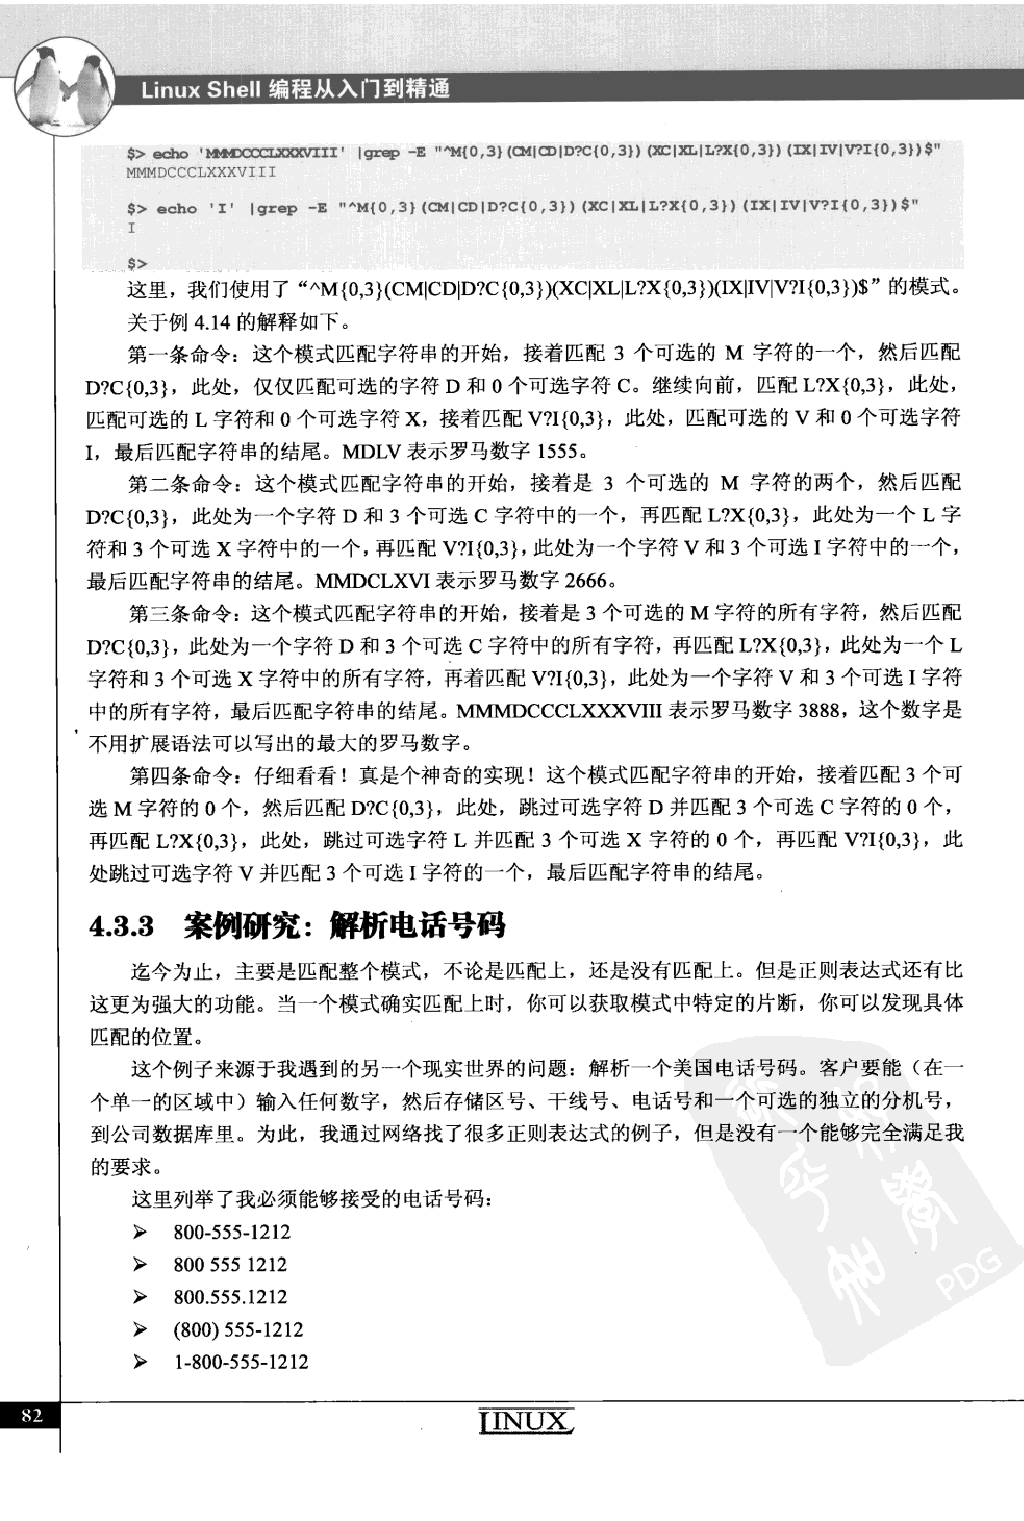 Linux Shell 编程从入门到精通
$> echo 'MMMDCCCLXXXVIII' |grep -E "^M{0,3}(CM|CD|D?C{0,3})(XC|XL|L?X{0,3})(IX|IV|V?I{0,3})$"
MMMDCCCLXXXVIII
$> echo 'I' |grep -E "^M{0,3}(CM|CD|D?C{0,3})(XC|XL|L?X{0,3})(IX|IV|V?I{0,3})$"
I
$>
这里，我们使用了“^M{0,3}(CM|CD|D?C{0,3})(XC|XL|L?X{0,3})(IX|IV|V?I{0,3})$”的模式。
关于例 4.14 的解释如下。
第一条命令：这个模式匹配字符串的开始，接着匹配 3 个可选的 M 字符的一个，然后匹配
D?C{0,3}，此处，仅仅匹配可选的字符 D 和 0 个可选字符 C。继续向前，匹配 L?X{0,3}，此处，
匹配可选的 L 字符和 0 个可选字符 X，接着匹配 V?I{0,3}，此处，匹配可选的 V 和 0 个可选字符
I，最后匹配字符串的结尾。MDLV 表示罗马数字 1555。
第二条命令：这个模式匹配字符串的开始，接着是 3 个可选的 M 字符的两个，然后匹配
D?C{0,3}，此处为一个字符 D 和 3 个可选 C 字符中的一个，再匹配 L?X{0,3}，此处为一个 L 字
符和 3 个可选 X 字符中的一个，再匹配 V?I{0,3}，此处为一个字符 V 和 3 个可选 I 字符中的一个，
最后匹配字符串的结尾。MMDCLXVI 表示罗马数字 2666。
第三条命令：这个模式匹配字符串的开始，接着是 3 个可选的 M 字符的所有字符，然后匹配
D?C{0,3}，此处为一个字符 D 和 3 个可选 C 字符中的所有字符，再匹配 L?X{0,3}，此处为一个 L
字符和 3 个可选 X 字符中的所有字符，再着匹配 V?I{0,3}，此处为一个字符 V 和 3 个可选 I 字符
中的所有字符，最后匹配字符串的结尾。MMMDCCCLXXXVIII 表示罗马数字 3888，这个数字是
不用扩展语法可以写出的最大的罗马数字。
第四条命令：仔细看看！真是个神奇的实现！这个模式匹配字符串的开始，接着匹配 3 个可
选 M 字符的 0 个，然后匹配 D?C{0,3}，此处，跳过可选字符 D 并匹配 3 个可选 C 字符的 0 个，
再匹配 L?X{0,3}，此处，跳过可选字符 L 并匹配 3 个可选 X 字符的 0 个，再匹配 V?I{0,3}，此
处跳过可选字符 V 并匹配 3 个可选 I 字符的一个，最后匹配字符串的结尾。
4.3.3 案例研究：解析电话号码
迄今为止，主要是匹配整个模式，不论是匹配上，还是没有匹配上。但是正则表达式还有比
这更为强大的功能。当一个模式确实匹配上时，你可以获取模式中特定的片断，你可以发现具体
匹配的位置。
这个例子来源于我遇到的另一个现实世界的问题：解析一个美国电话号码。客户要能（在一
个单一的区域中）输入任何数字，然后存储区号、干线号、电话号和一个可选的独立的分机号，
到公司数据库里。为此，我通过网络找了很多正则表达式的例子，但是没有一个能够完全满足我
的要求。
这里列举了我必须能够接受的电话号码：
➢ 800-555-1212
➢ 800 555 1212
➢ 800.555.1212
➢ (800) 555-1212
➢ 1-800-555-1212
PDG
82
LINUX